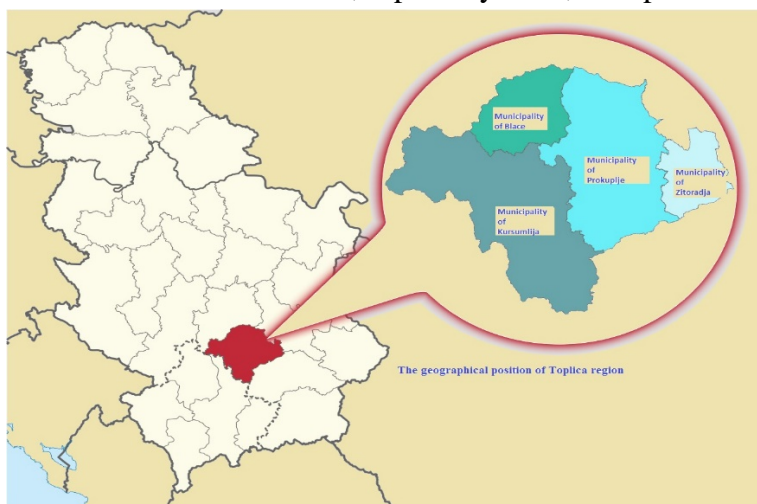 Municipality
of Blace
Municipality
of
Prokuplje
Municipality
of
Zitoradja
Municipality
of
Kursumlija
The geographical position of Toplica region